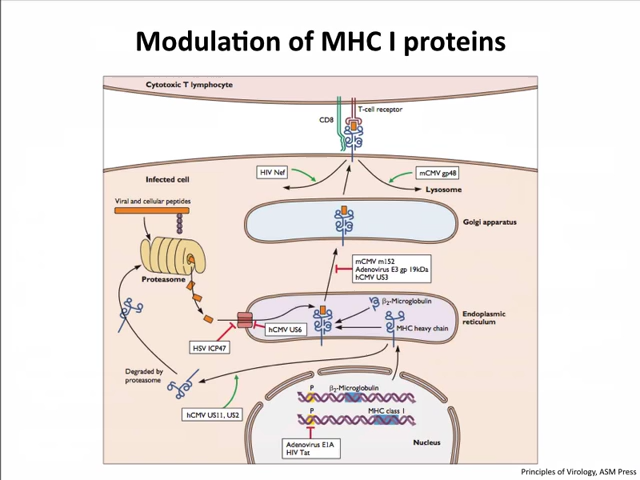 Modulation of MHC I proteins
Cytotoxic T lymphocyte
T-cell receptor
CD8
HIV Nef
mCMV gp48
Infected cell
Lysosome
Viral and cellular peptides
Golgi apparatus
Proteasome
mCMV m152
Adenovirus E3 gp 19kDa
hCMV US3
β2-Microglobulin
Endoplasmic
reticulum
hCMV US6
MHC heavy chain
HSV ICP47
Degraded by
proteasome
P
β2-Microglobulin
hCMV US11, US2
P
MHC class I
Adenovirus E1A
HIV Tat
Nucleus
Principles of Virology, ASM Press